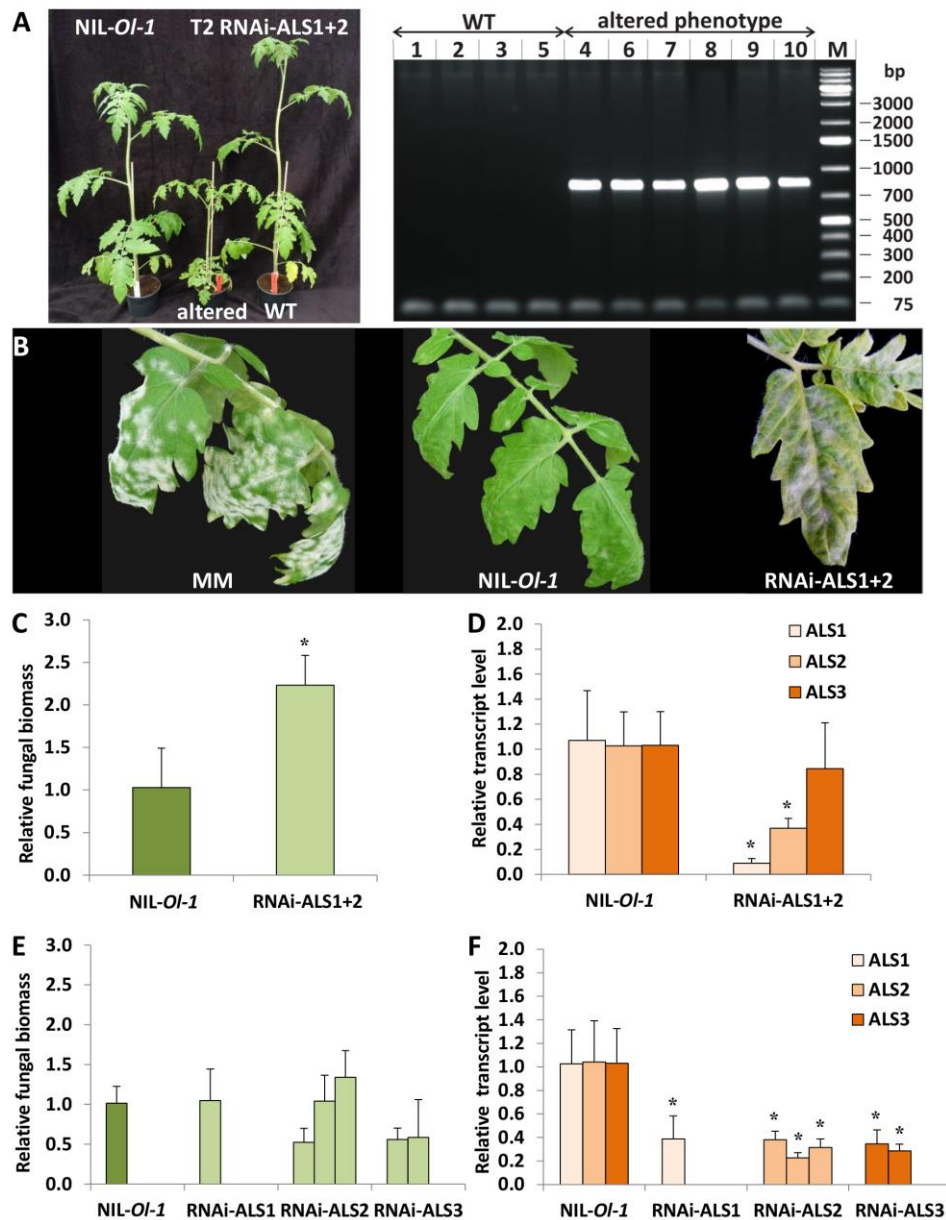 A
NIL-Ol-1 T2 RNAi-ALS1+2
altered WT
WT altered phenotype
1 2 3 5 4 6 7 8 9 10 M
bp
3000
2000
1500
1000
700
500
400
300
200
75
B
MM NIL-Ol-1 RNAi-ALS1+2
C
Relative fungal biomass
3.0
2.5
2.0
1.5
1.0
0.5
0.0
*
NIL-Ol-1 RNAi-ALS1+2
D
Relative transcript level
2.0
1.8
1.6
1.4
1.2
1.0
0.8
0.6
0.4
0.2
0.0
ALS1
ALS2
ALS3
* *
NIL-Ol-1 RNAi-ALS1+2
E
Relative fungal biomass
3.0
2.5
2.0
1.5
1.0
0.5
0.0
NIL-Ol-1 RNAi-ALS1 RNAi-ALS2 RNAi-ALS3
F
Relative transcript level
2.0
1.8
1.6
1.4
1.2
1.0
0.8
0.6
0.4
0.2
0.0
ALS1
ALS2
ALS3
* * * * * *
NIL-Ol-1 RNAi-ALS1 RNAi-ALS2 RNAi-ALS3